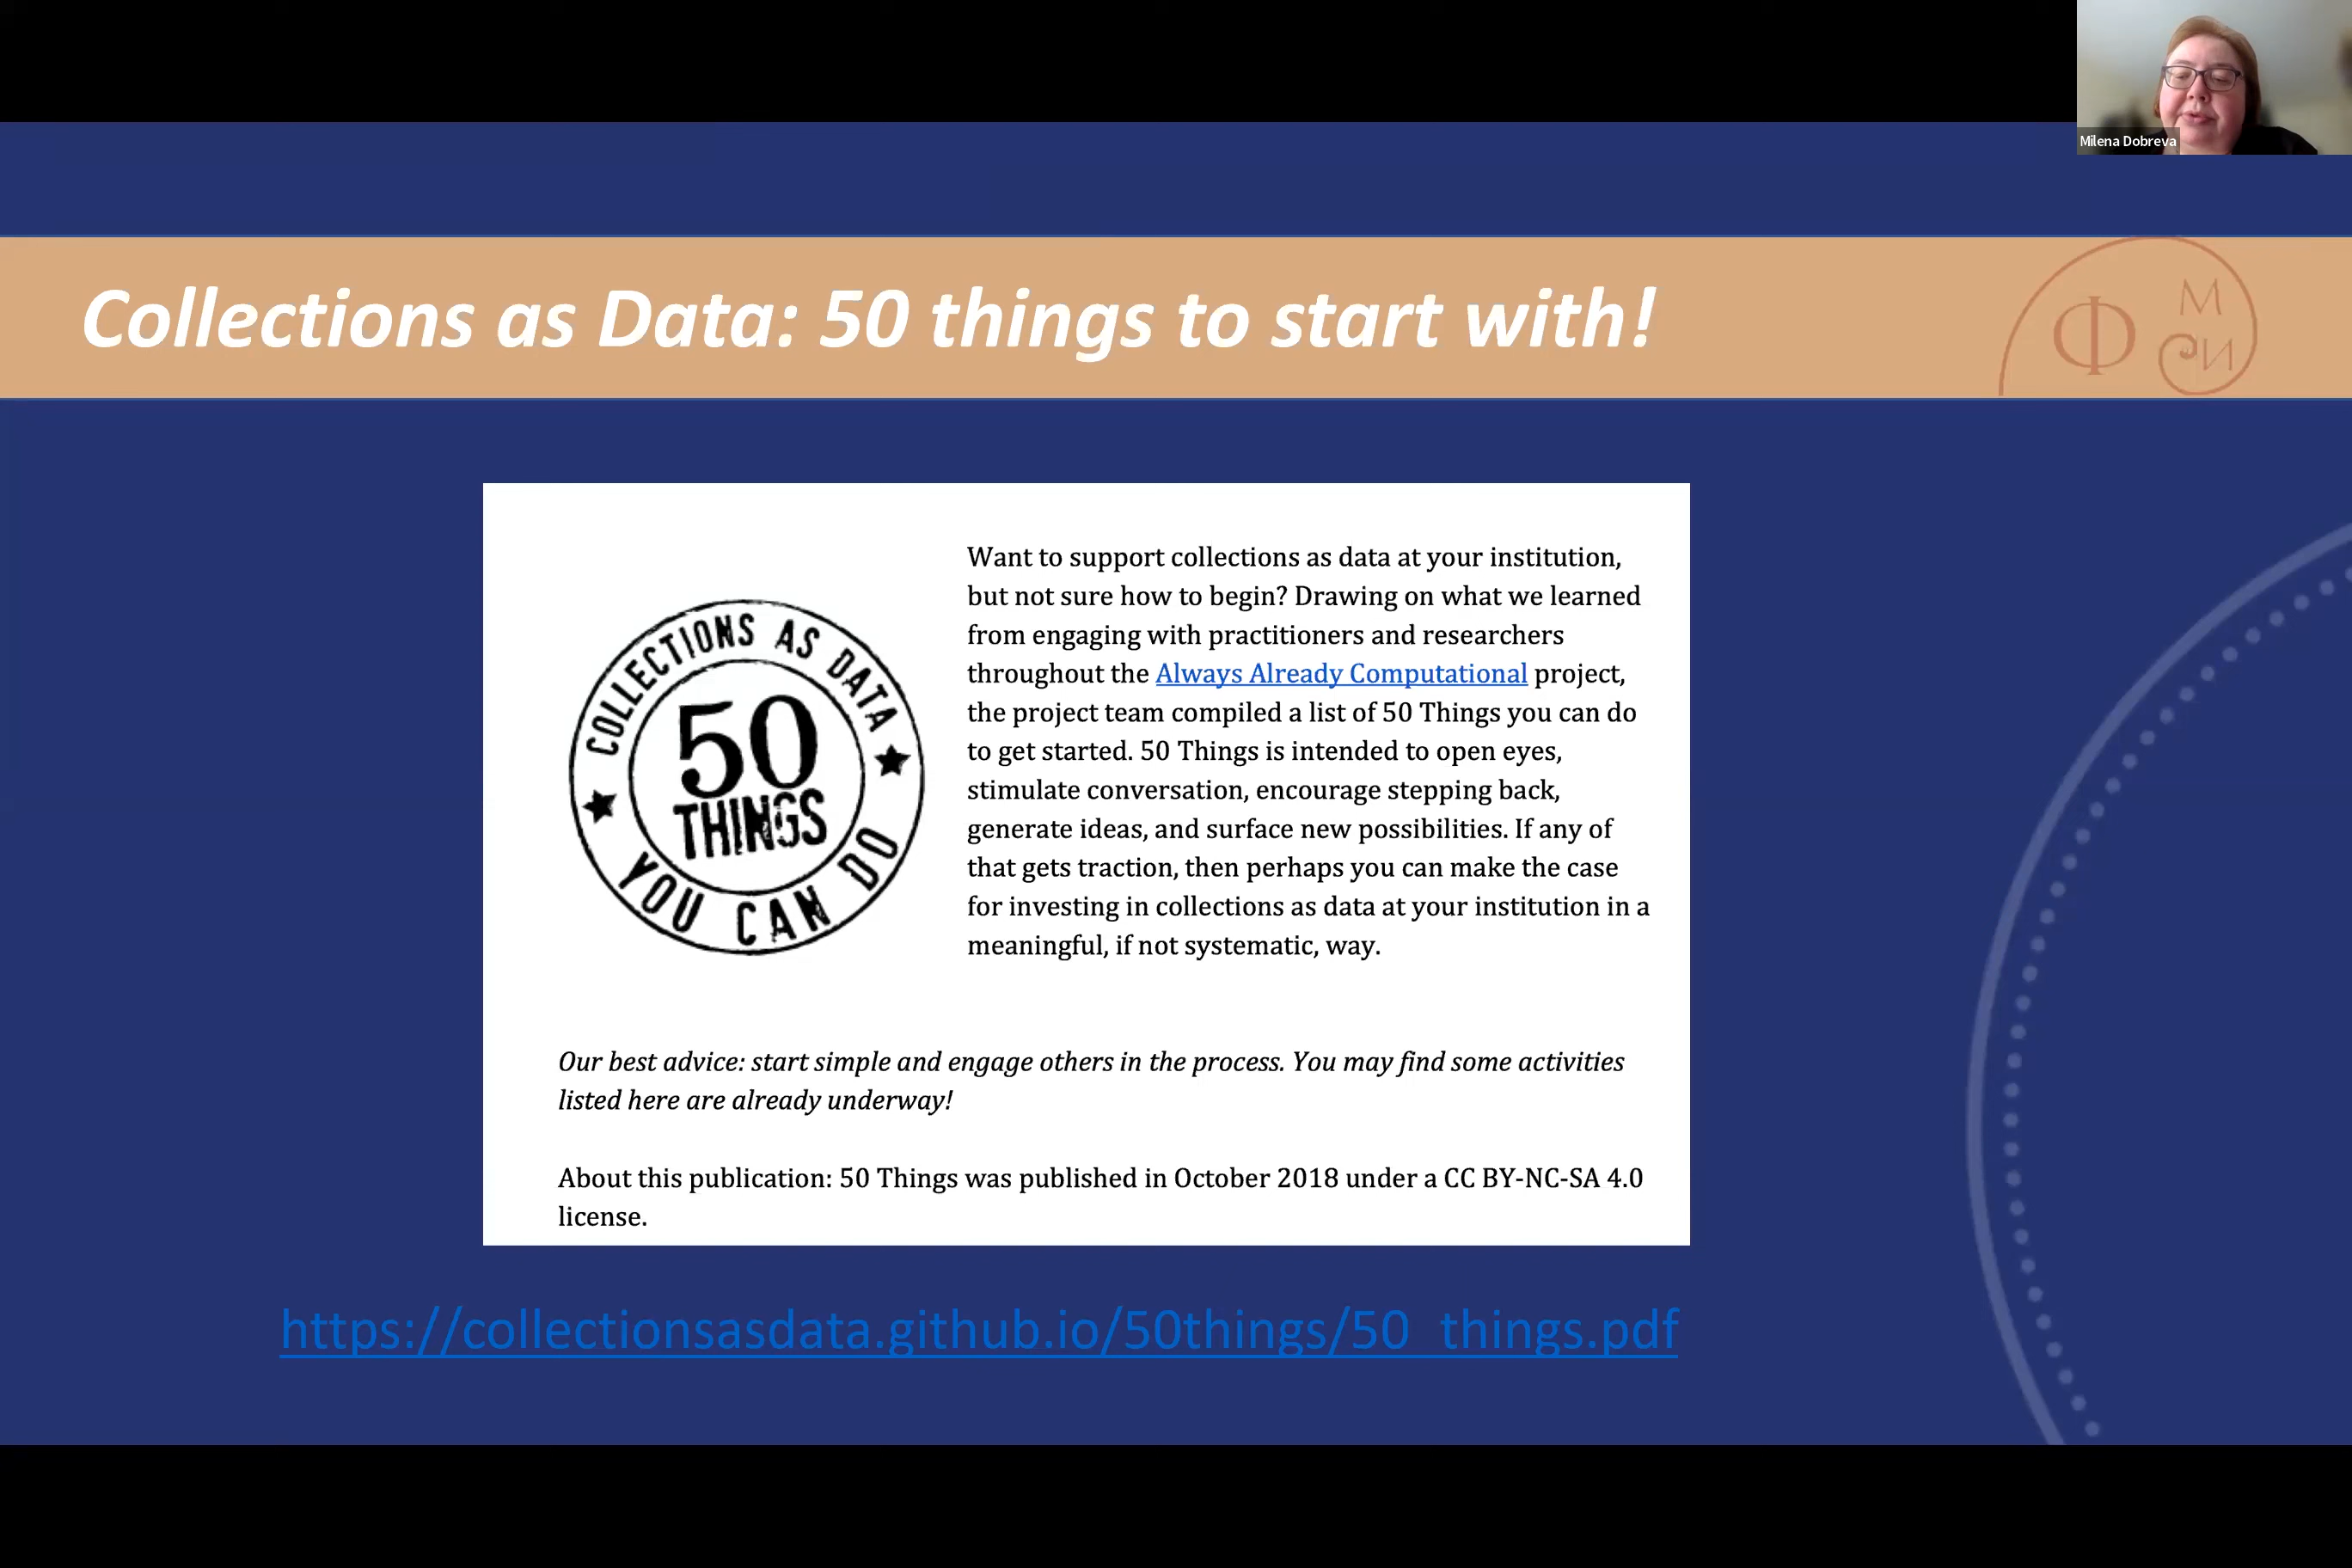 Milena Dobreva
Collections as Data: 50 things to start with!
Ф М
И
COLLECTIONS AS DATA
50
THINGS
YOU CAN DO
Want to support collections as data at your institution,
but not sure how to begin? Drawing on what we learned
from engaging with practitioners and researchers
throughout the Always Already Computational project,
the project team compiled a list of 50 Things you can do
to get started. 50 Things is intended to open eyes,
stimulate conversation, encourage stepping back,
generate ideas, and surface new possibilities. If any of
that gets traction, then perhaps you can make the case
for investing in collections as data at your institution in a
meaningful, if not systematic, way.
Our best advice: start simple and engage others in the process. You may find some activities
listed here are already underway!
About this publication: 50 Things was published in October 2018 under a CC BY-NC-SA 4.0
license.
https://collectionsasdata.github.io/50things/50_things.pdf